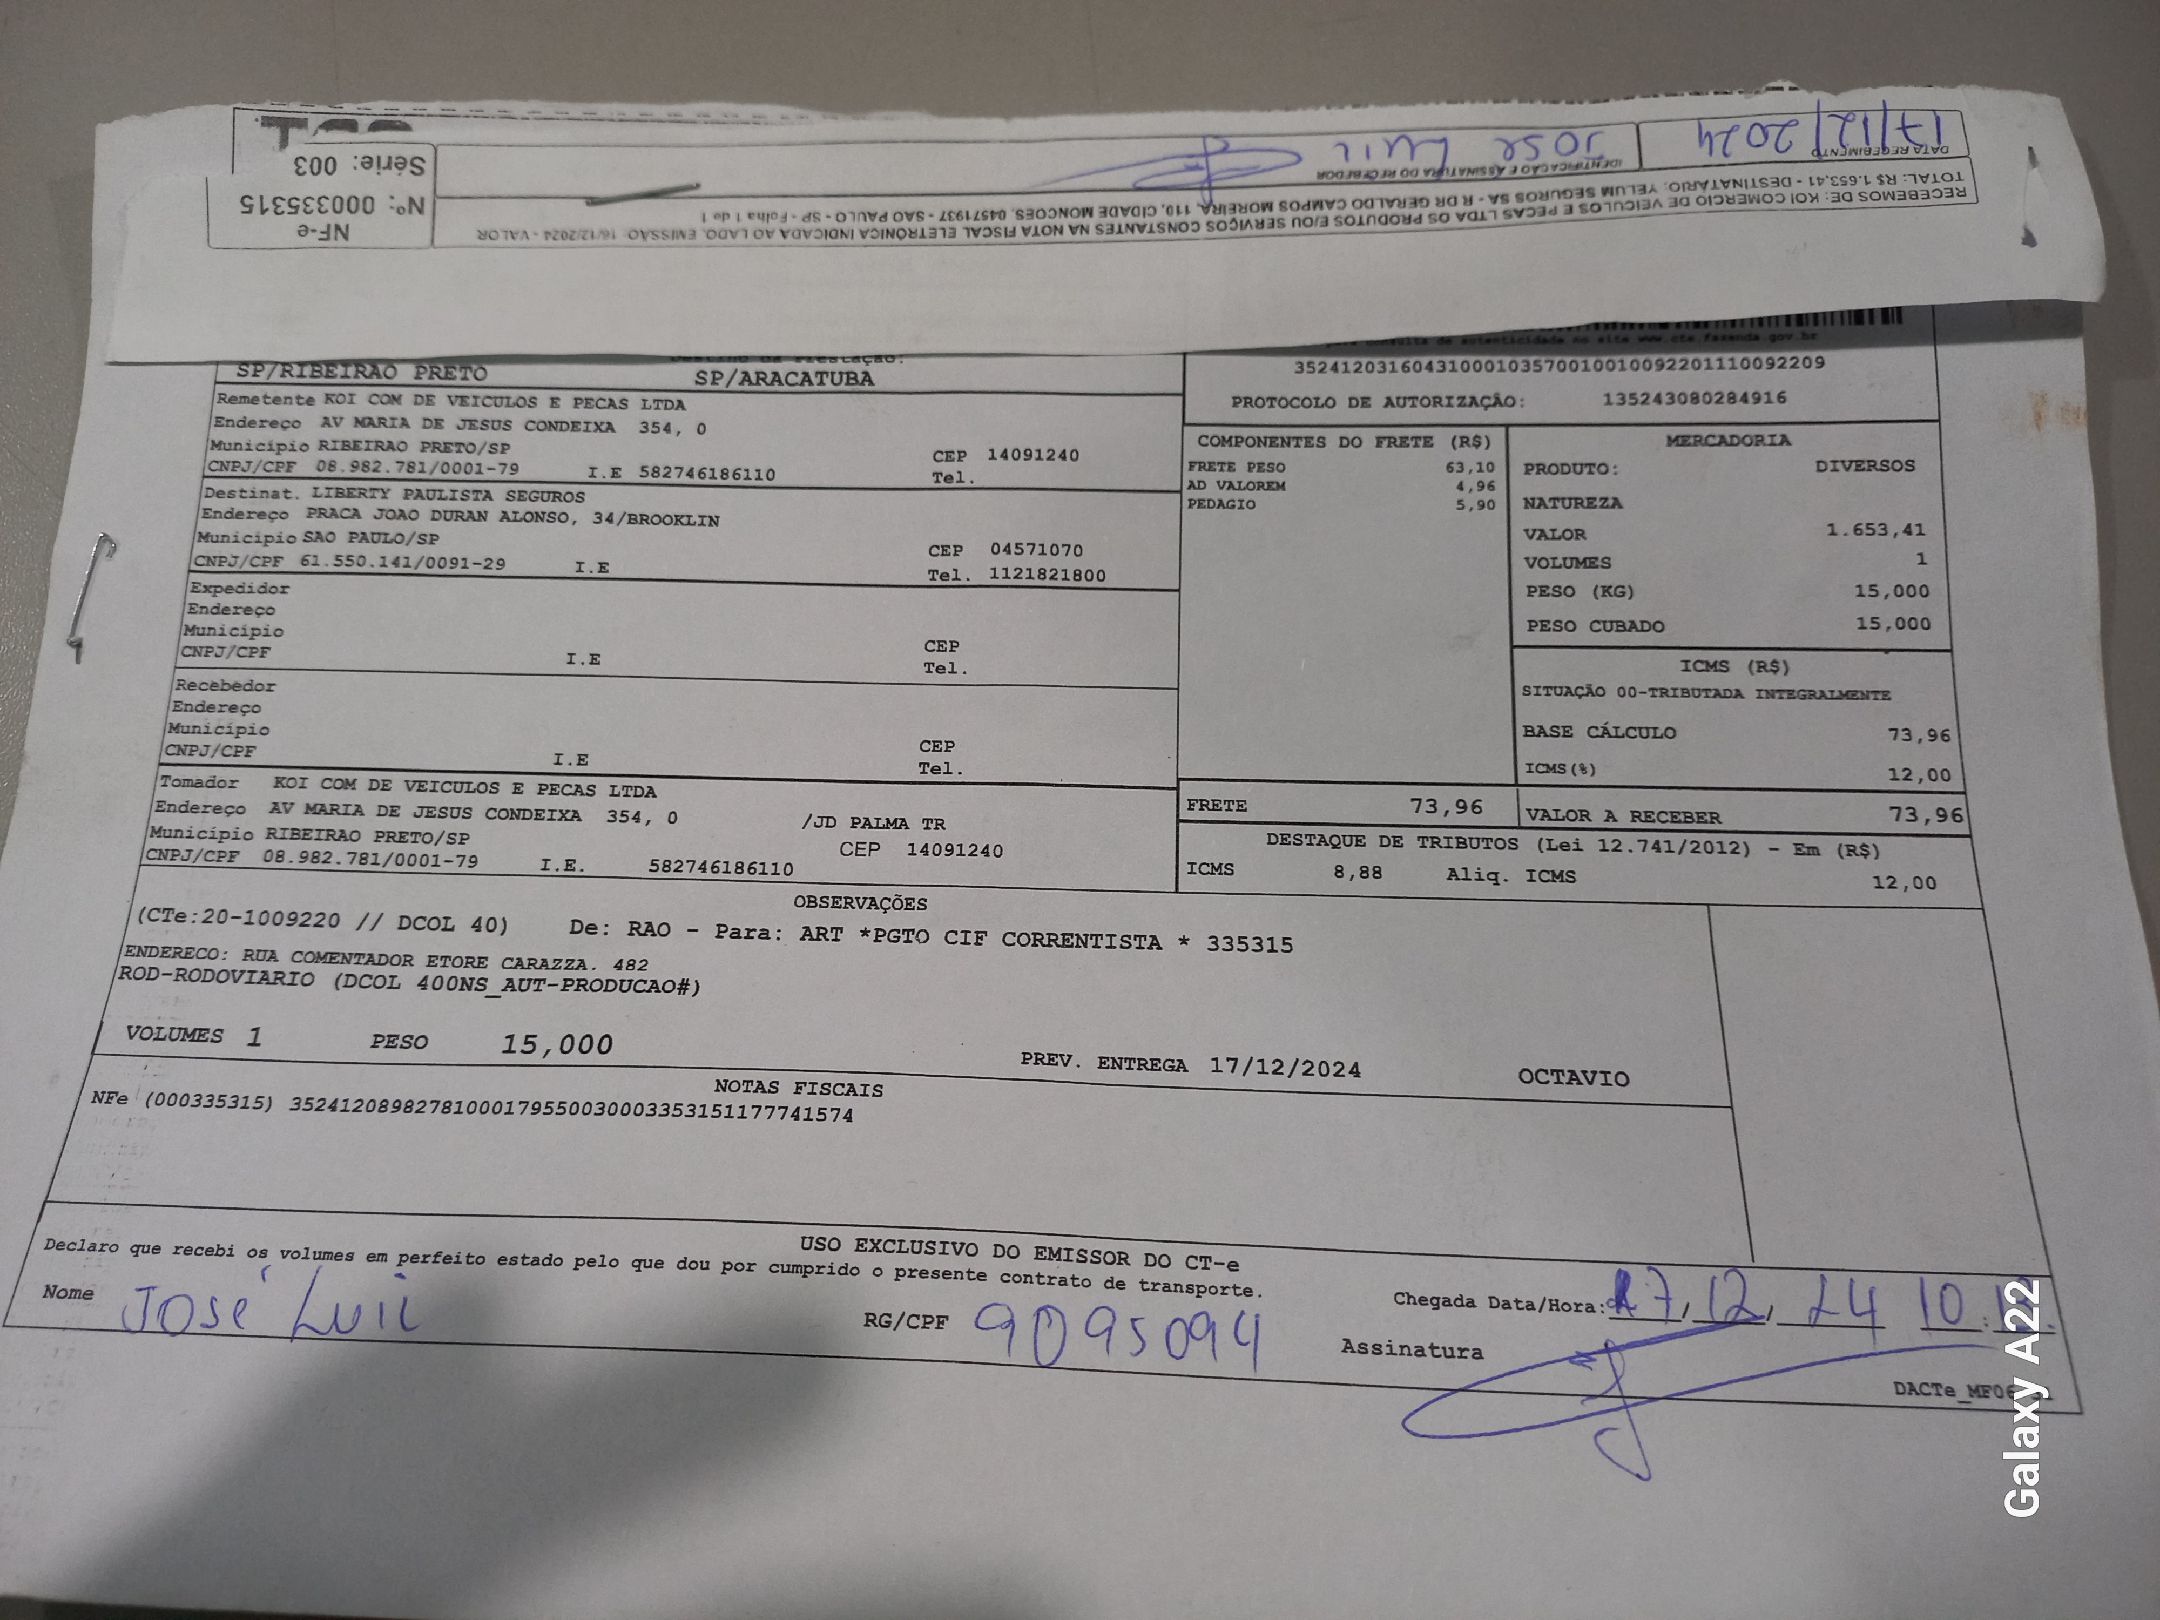 RECEBEMOS DE: KOI COMERCIO DE VEICULOS E PECAS LTDA OS PRODUTOS E/OU SERVIÇOS CONSTANTES NA NOTA FISCAL ELETRÔNICA INDICADA AO LADO. EMISSÃO: 16/12/2024 - VALOR
TOTAL: R$ 1.653,41 - DESTINATÁRIO: YELUM SEGUROS SA - R DR GERALDO CAMPOS MOREIRA, 110, CIDADE MONCOES, 04571937 - SAO PAULO - SP - Folha 1 de 1
DATA RECEBIMENTO
17/12/2024
IDENTIFICAÇÃO E ASSINATURA DO RECEBEDOR
José Luil
NF-e
Nº: 000335315
Série: 003
para consulta de autenticidade no site www.cte.fazenda.gov.br
Destino da Prestação:
SP/RIBEIRAO PRETO SP/ARACATUBA
35241203160431000103570010010092201110092209
PROTOCOLO DE AUTORIZAÇÃO: 135243080284916
Remetente KOI COM DE VEICULOS E PECAS LTDA
Endereço AV MARIA DE JESUS CONDEIXA 354, 0
Município RIBEIRAO PRETO/SP CEP 14091240
CNPJ/CPF 08.982.781/0001-79 I.E 582746186110 Tel.
Destinat. LIBERTY PAULISTA SEGUROS
Endereço PRACA JOAO DURAN ALONSO, 34/BROOKLIN
Município SAO PAULO/SP CEP 04571070
CNPJ/CPF 61.550.141/0091-29 I.E Tel. 1121821800
Expedidor
Endereço
Município CEP
CNPJ/CPF I.E Tel.
Recebedor
Endereço
Município CEP
CNPJ/CPF I.E Tel.
Tomador KOI COM DE VEICULOS E PECAS LTDA
Endereço AV MARIA DE JESUS CONDEIXA 354, 0 /JD PALMA TR
Município RIBEIRAO PRETO/SP CEP 14091240
CNPJ/CPF 08.982.781/0001-79 I.E. 582746186110
COMPONENTES DO FRETE (R$)
FRETE PESO 63,10
AD VALOREM 4,96
PEDAGIO 5,90
MERCADORIA
PRODUTO: DIVERSOS
NATUREZA
VALOR 1.653,41
VOLUMES 1
PESO (KG) 15,000
PESO CUBADO 15,000
ICMS (R$)
SITUAÇÃO 00-TRIBUTADA INTEGRALMENTE
BASE CÁLCULO 73,96
ICMS(%) 12,00
FRETE 73,96 VALOR A RECEBER 73,96
DESTAQUE DE TRIBUTOS (Lei 12.741/2012) - Em (R$)
ICMS 8,88 Aliq. ICMS 12,00
OBSERVAÇÕES
(CTe:20-1009220 // DCOL 40) De: RAO - Para: ART *PGTO CIF CORRENTISTA * 335315
ENDERECO: RUA COMENTADOR ETORE CARAZZA. 482
ROD-RODOVIARIO (DCOL 400NS_AUT-PRODUCAO#)
VOLUMES 1 PESO 15,000 PREV. ENTREGA 17/12/2024 OCTAVIO
NOTAS FISCAIS
NFe (000335315) 35241208982781000179550030003353151177741574
USO EXCLUSIVO DO EMISSOR DO CT-e
Declaro que recebi os volumes em perfeito estado pelo que dou por cumprido o presente contrato de transporte.
Nome José Luil RG/CPF 9095094 Chegada Data/Hora: 17, 12, 24 10
Assinatura
Galaxy A22